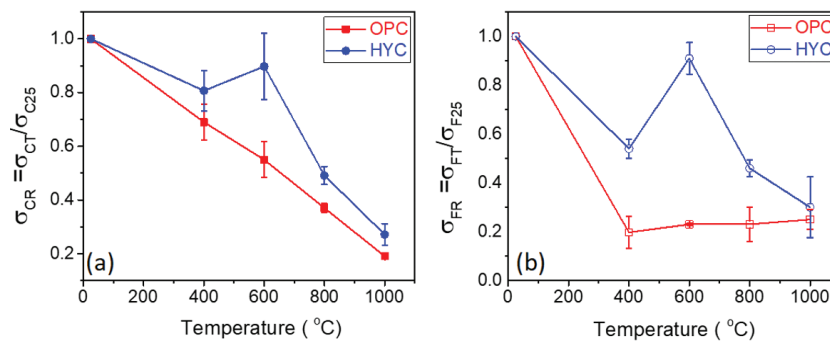 1.0
0.8
0.6
0.4
0.2
σCR =σCT/σC25
OPC
HYC
(a)
0 200 400 600 800 1000
Temperature ( °C)
1.0
0.8
0.6
0.4
0.2
0.0
σFR =σFT/σF25
OPC
HYC
(b)
0 200 400 600 800 1000
Temperature ( °C)